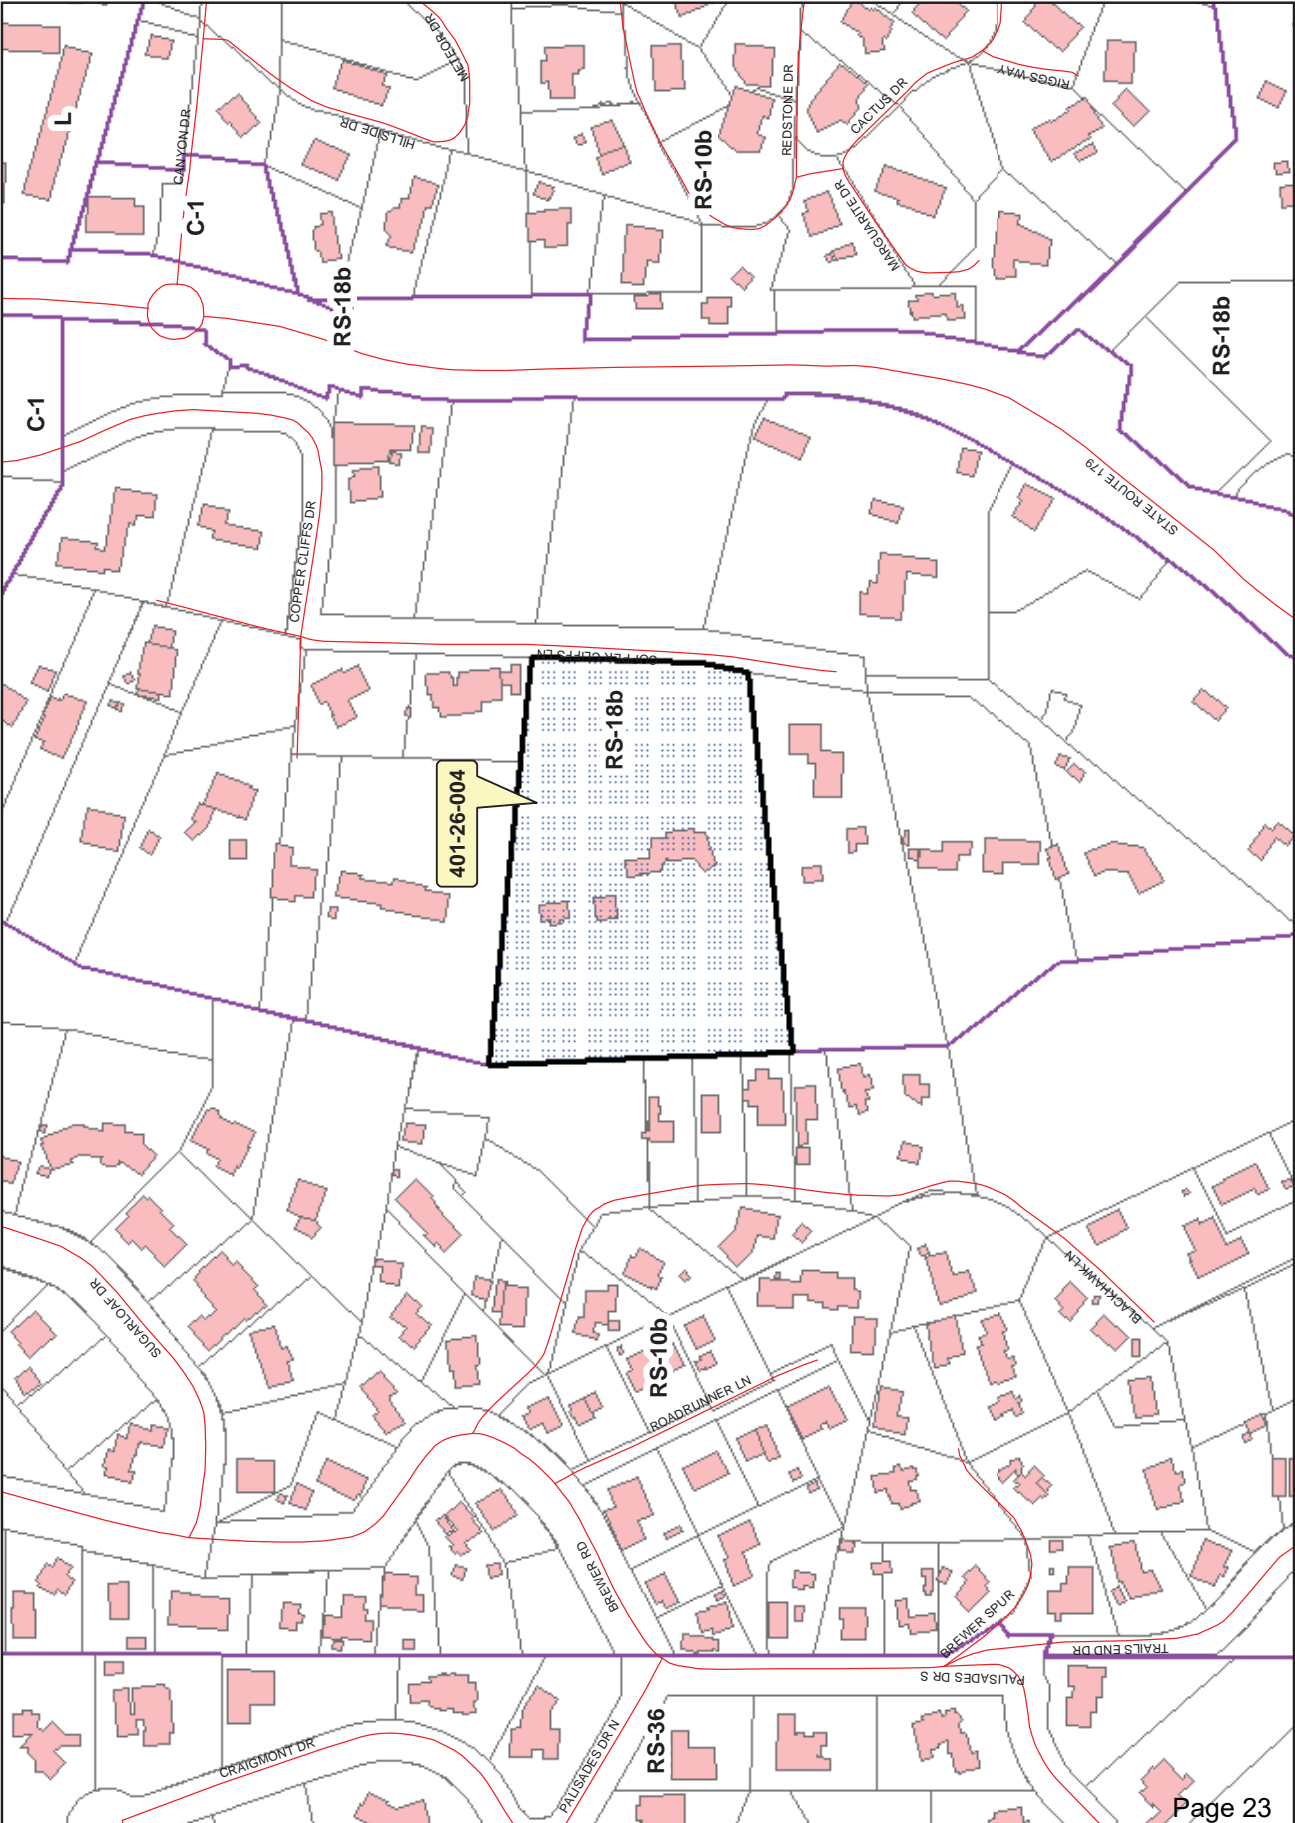 METEOR DR
L
CANYON DR
HILLSIDE DR
REDSTONE DR
CACTUS DR
RIGGS WAY
RS-10b
C-1
MARGUARITE DR
RS-18b
RS-18b
C-1
STATE ROUTE 179
COPPER CLIFFS DR
COPPER CLIFFS LN
RS-18b
401-26-004
SUGARLOAF DR
BLACKHAWK LN
RS-10b
ROADRUNNER LN
BREWER RD
BREWER SPUR
TRAILS END DR
PALISADES DR S
RS-36
PALISADES DR N
CRAIGMONT DR
Page 23